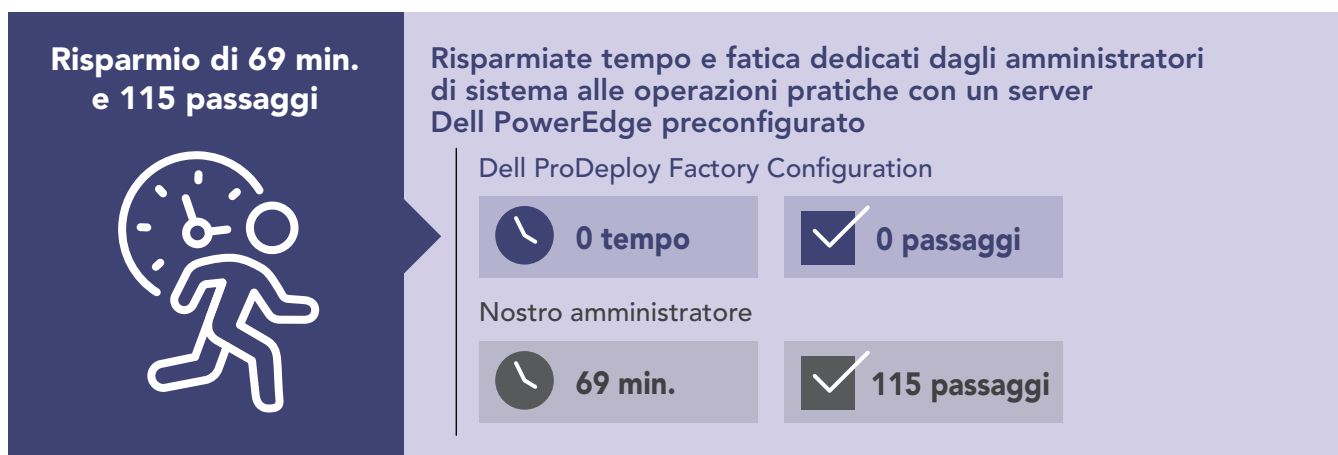 Risparmio di 69 min.
e 115 passaggi
Risparmiate tempo e fatica dedicati dagli amministratori
di sistema alle operazioni pratiche con un server
Dell PowerEdge preconfigurato
Dell ProDeploy Factory Configuration
0 tempo
0 passaggi
Nostro amministratore
69 min.
115 passaggi